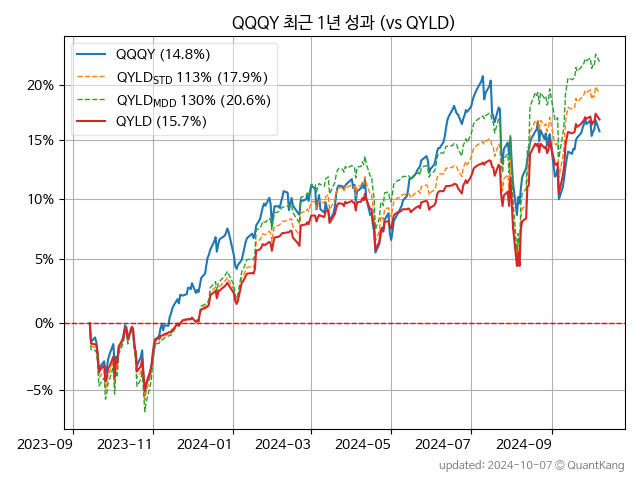 QQQY 최근 1년 성과 (vs QYLD)
QQQY (14.8%)
QYLD_STD 113% (17.9%)
QYLD_MDD 130% (20.6%)
QYLD (15.7%)
20%
15%
10%
5%
0%
−5%
2023-09 2023-11 2024-01 2024-03 2024-05 2024-07 2024-09
updated: 2024-10-07 © QuantKang